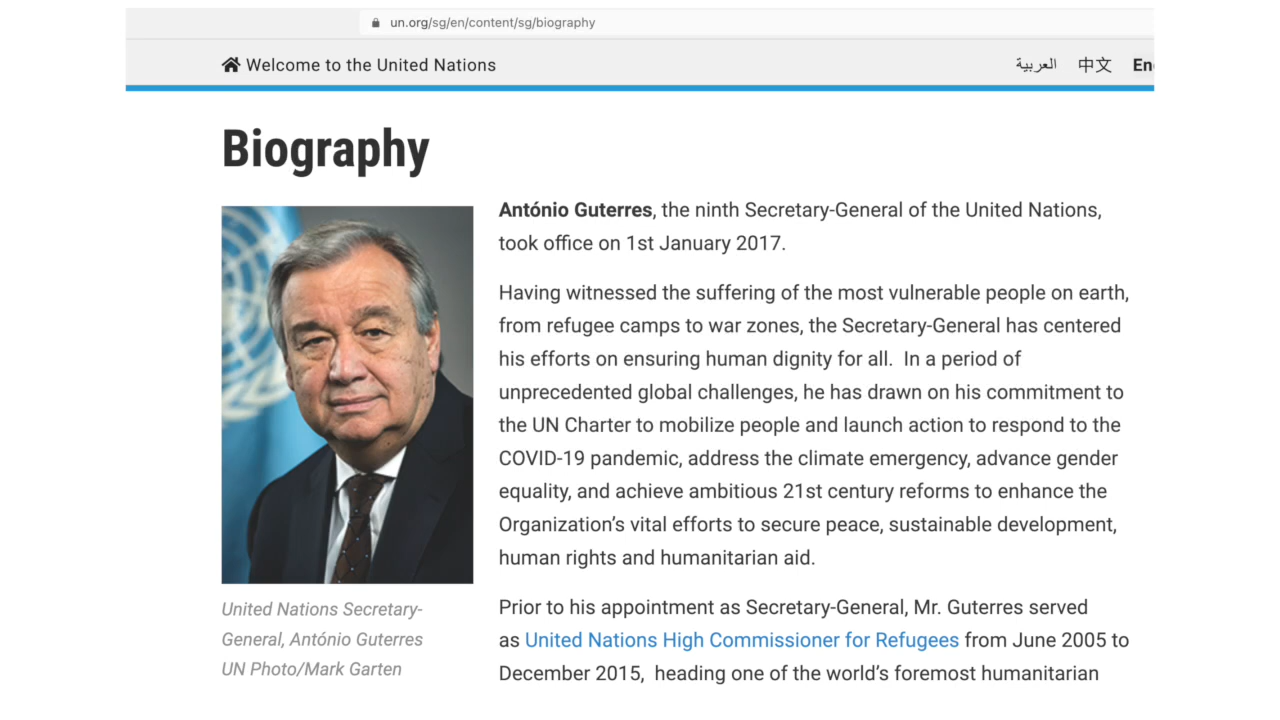 un.org/sg/en/content/sg/biography
Welcome to the United Nations
العربية
中文
En
Biography
António Guterres, the ninth Secretary-General of the United Nations,
took office on 1st January 2017.
Having witnessed the suffering of the most vulnerable people on earth,
from refugee camps to war zones, the Secretary-General has centered
his efforts on ensuring human dignity for all. In a period of
unprecedented global challenges, he has drawn on his commitment to
the UN Charter to mobilize people and launch action to respond to the
COVID-19 pandemic, address the climate emergency, advance gender
equality, and achieve ambitious 21st century reforms to enhance the
Organization’s vital efforts to secure peace, sustainable development,
human rights and humanitarian aid.
Prior to his appointment as Secretary-General, Mr. Guterres served
as United Nations High Commissioner for Refugees from June 2005 to
December 2015, heading one of the world’s foremost humanitarian
United Nations Secretary-
General, António Guterres
UN Photo/Mark Garten